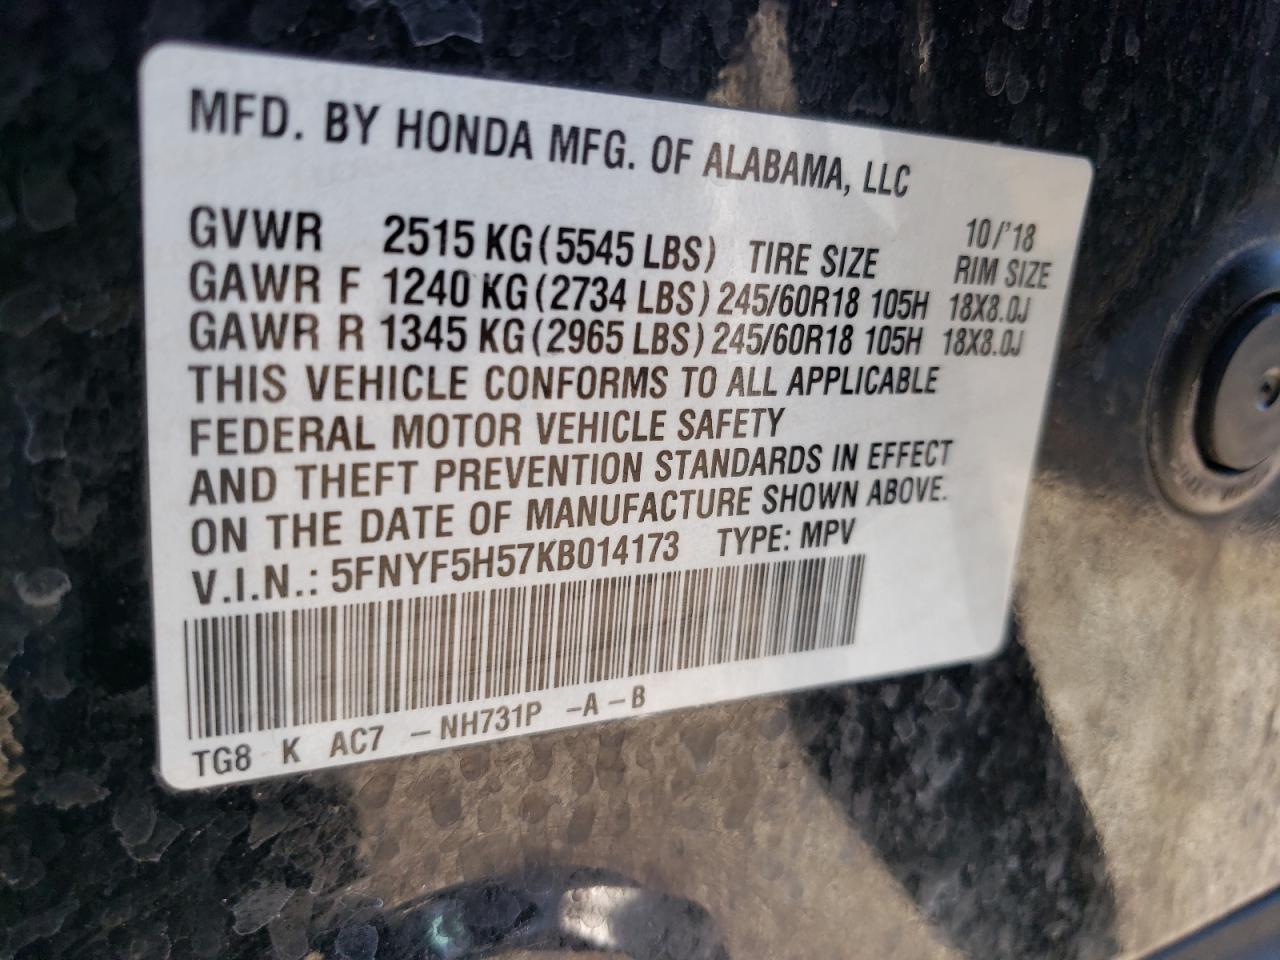 MFD. BY HONDA MFG. OF ALABAMA, LLC
10/'18
GVWR 2515 KG (5545 LBS) TIRE SIZE RIM SIZE
GAWR F 1240 KG (2734 LBS) 245/60R18 105H 18X8.0J
GAWR R 1345 KG (2965 LBS) 245/60R18 105H 18X8.0J
THIS VEHICLE CONFORMS TO ALL APPLICABLE
FEDERAL MOTOR VEHICLE SAFETY
AND THEFT PREVENTION STANDARDS IN EFFECT
ON THE DATE OF MANUFACTURE SHOWN ABOVE.
V.I.N.: 5FNYF5H57KB014173 TYPE: MPV
TG8 K AC7 -NH731P -A-B